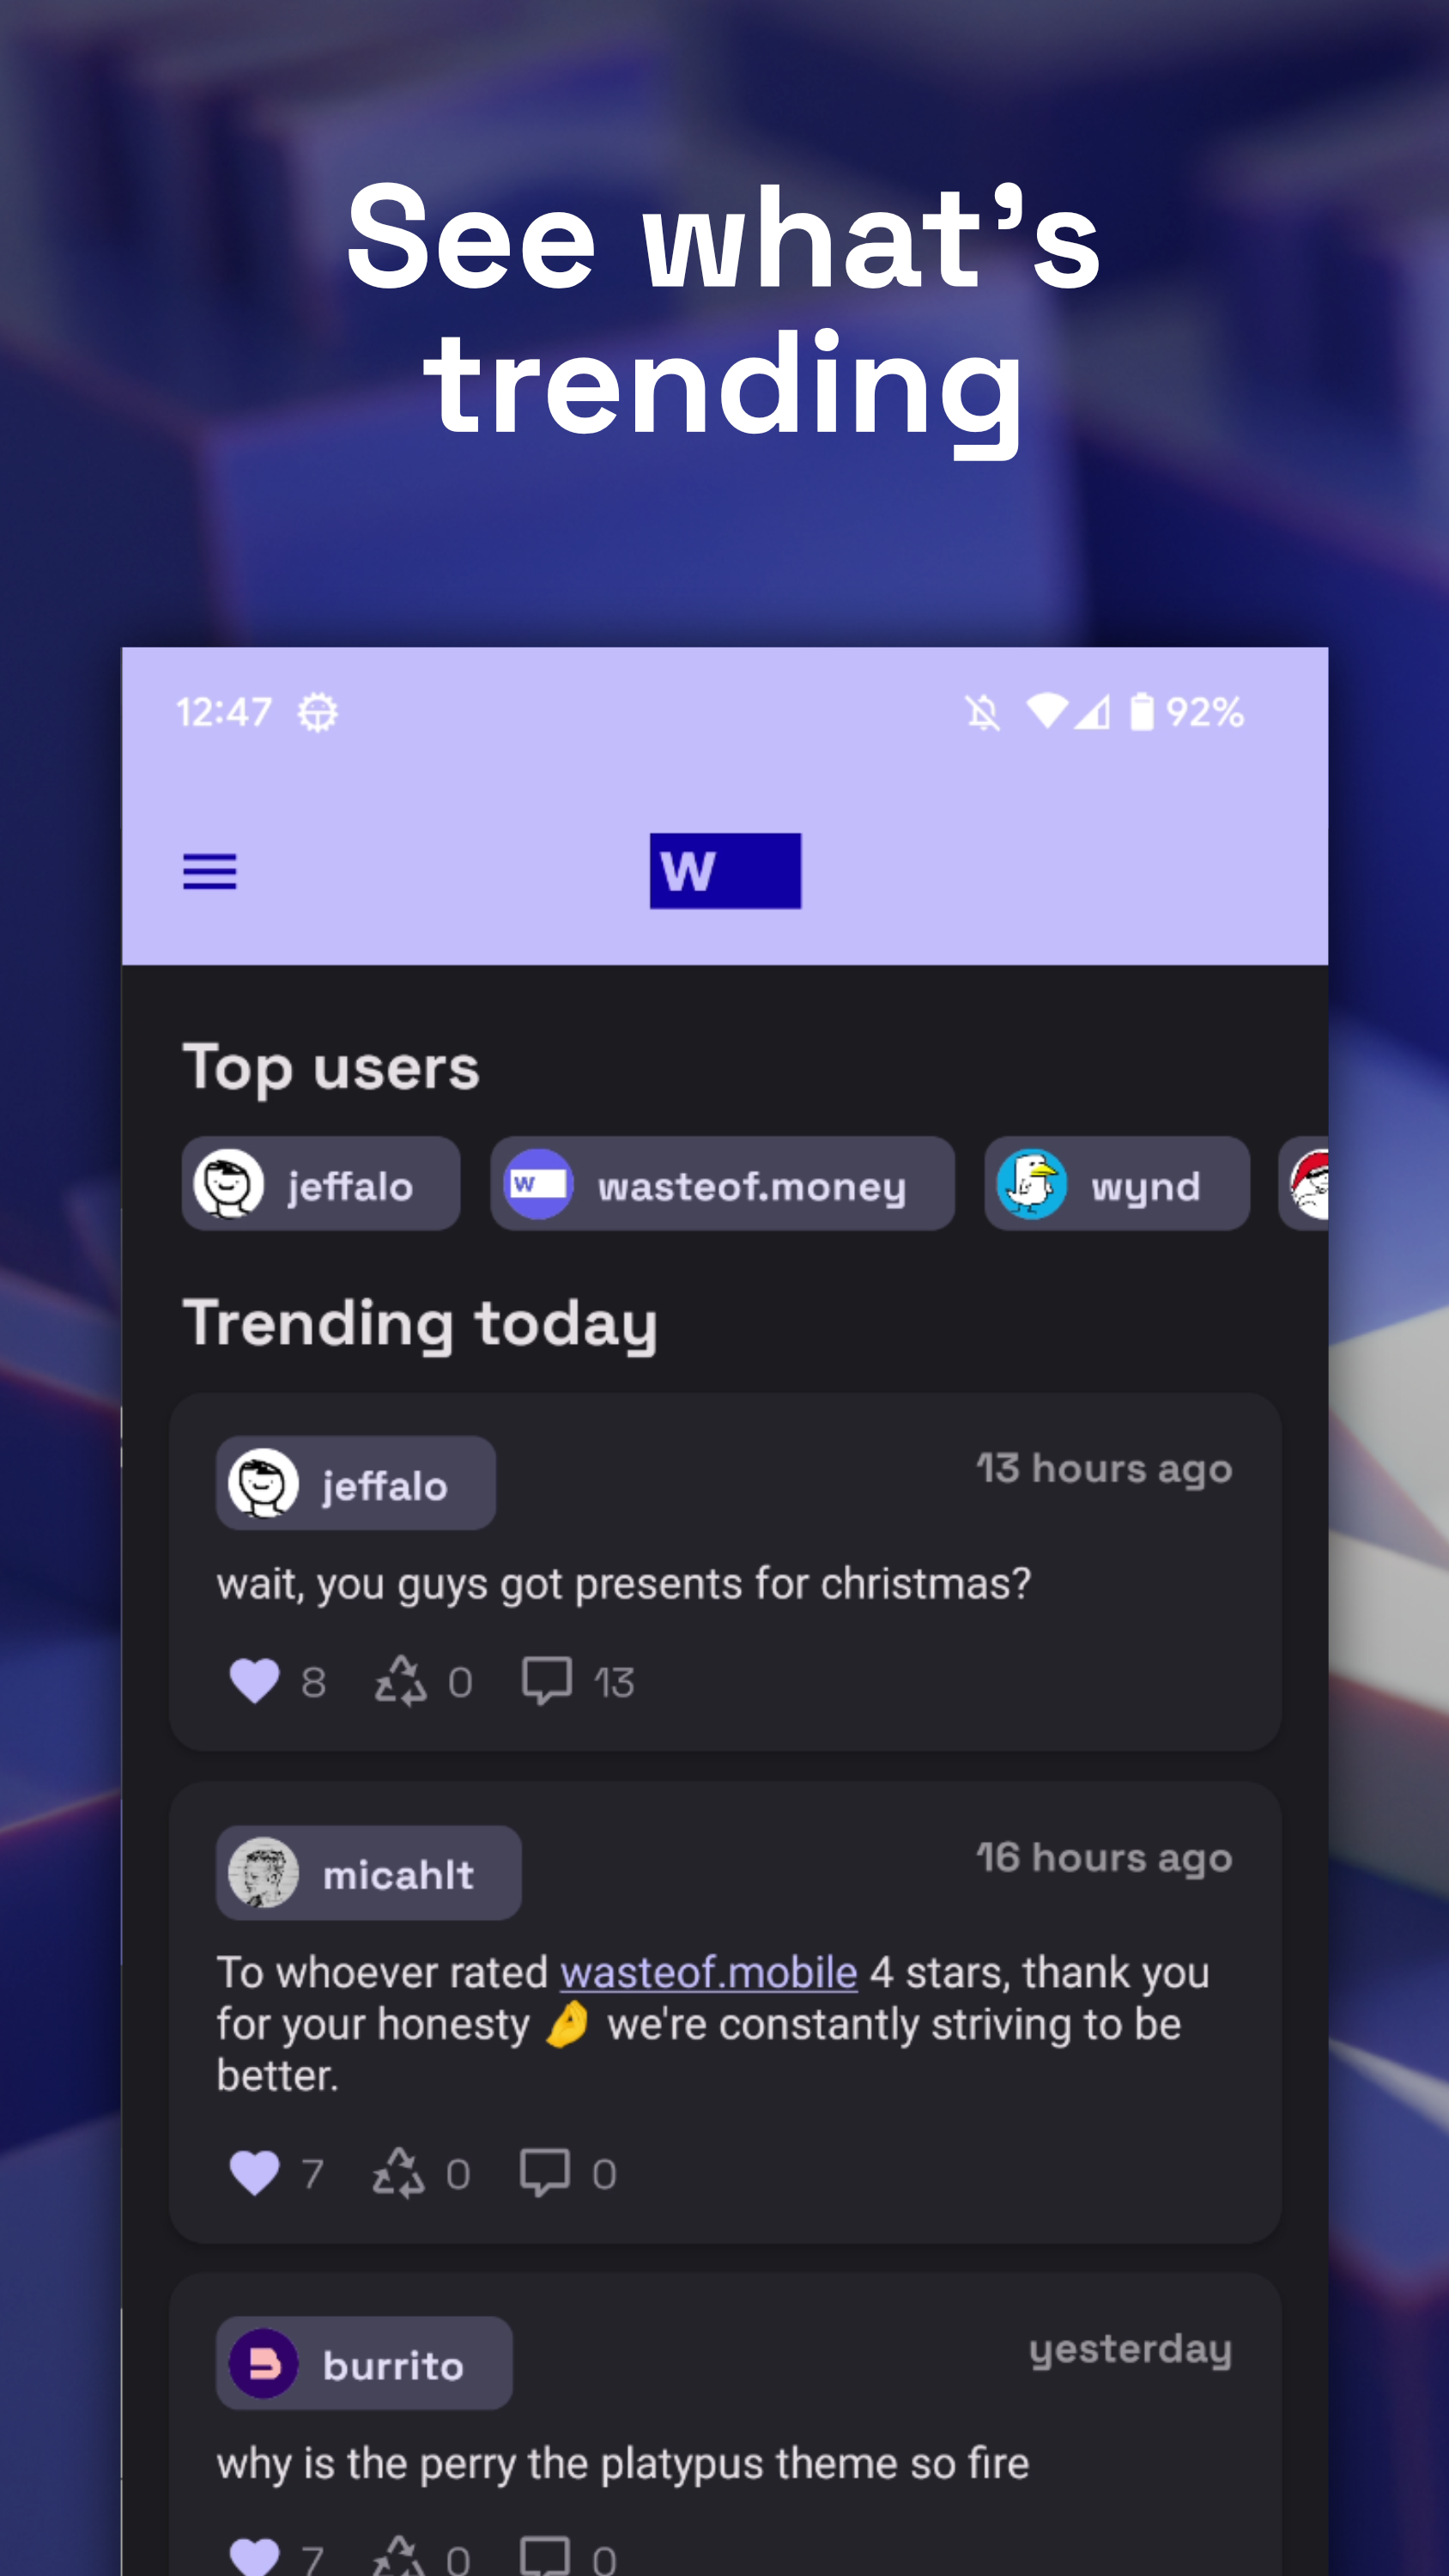 See what’s
trending
12:47 92%
W
Top users
jeffalo W wasteof.money wynd
Trending today
jeffalo 13 hours ago
wait, you guys got presents for christmas?
8 0 13
micahlt 16 hours ago
To whoever rated wasteof.mobile 4 stars, thank you
for your honesty 🤌 we're constantly striving to be
better.
7 0 0
B burrito yesterday
why is the perry the platypus theme so fire
7 0 0